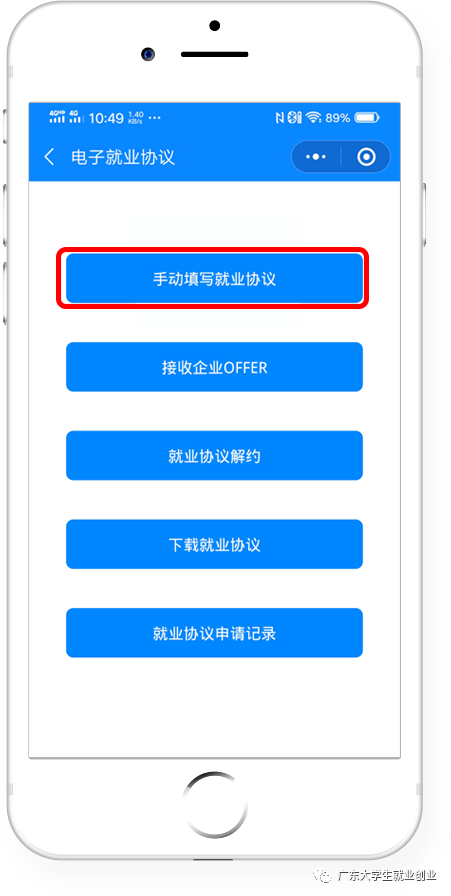 4GHD 4G 10:49 1.40 KB/s ··· 89%
电子就业协议
手动填写就业协议
接收企业OFFER
就业协议解约
下载就业协议
就业协议申请记录
广东大学生就业创业